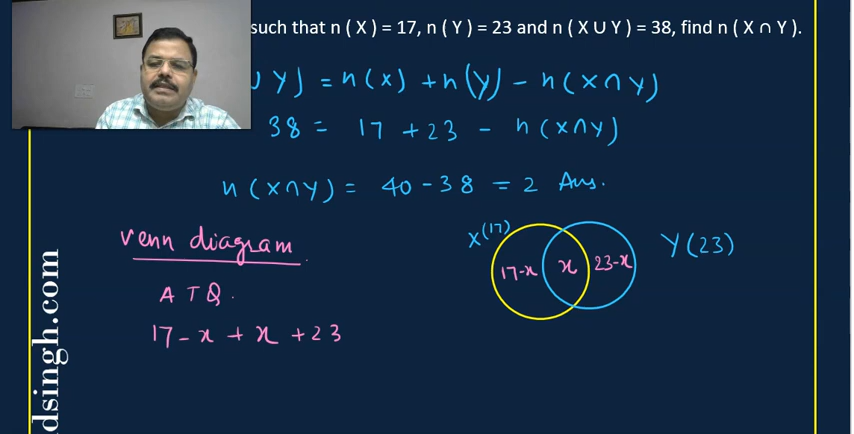 such that n ( X ) = 17, n ( Y ) = 23 and n ( X ∪ Y ) = 38, find n ( X ∩ Y ).
∪ Y) = n(x) + n(y) - n(x∩y)
38 = 17 + 23 - n(x∩y)
n(x∩y) = 40 - 38 = 2 Ans.
Venn diagram
X(17)
Y(23)
17-x
x
23-x
A T Q.
17 - x + x + 23
dsingh.com